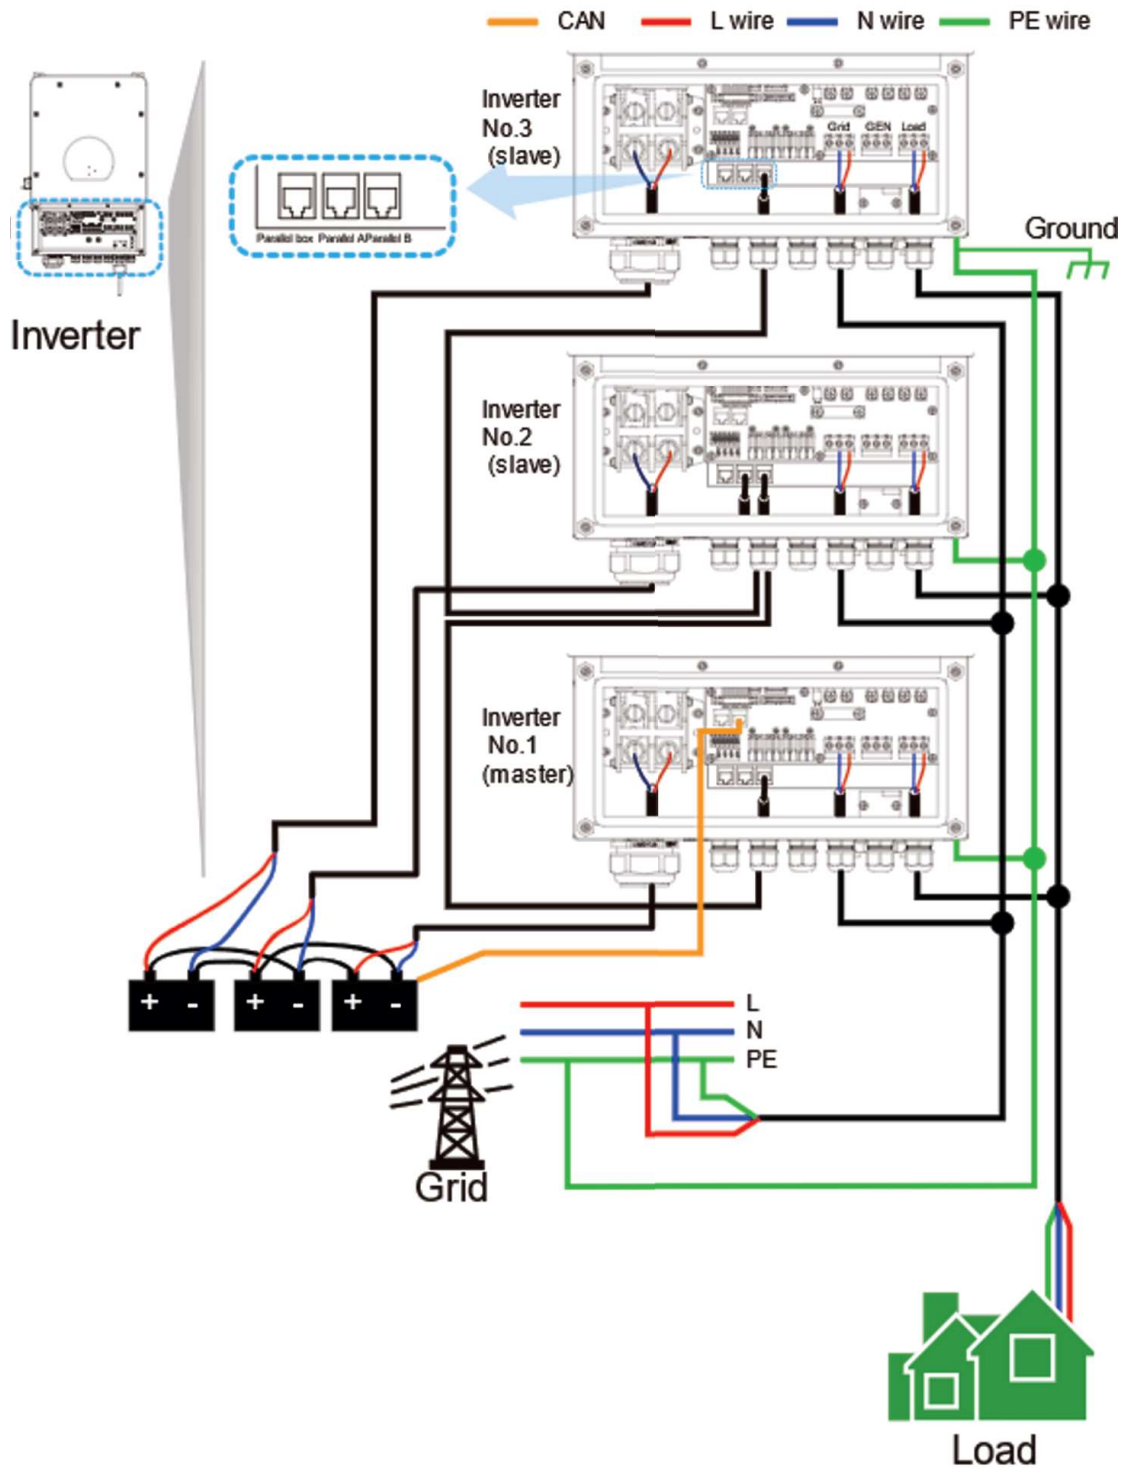 CAN L wire N wire PE wire
Inverter
No.3
(slave)
Grid GEN Load
Parallel box Parallel A Parallel B
Ground
Inverter
Inverter
No.2
(slave)
Inverter
No.1
(master)
+ - + - + -
L
N
PE
Grid
Load